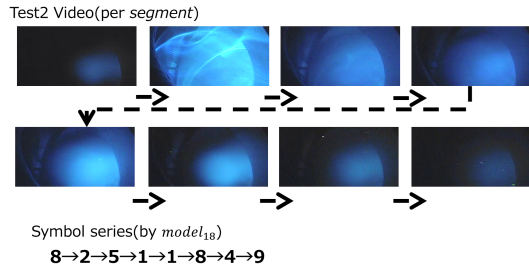 Test2 Video(per segment)
Symbol series(by model₁₈)
8→2→5→1→1→8→4→9